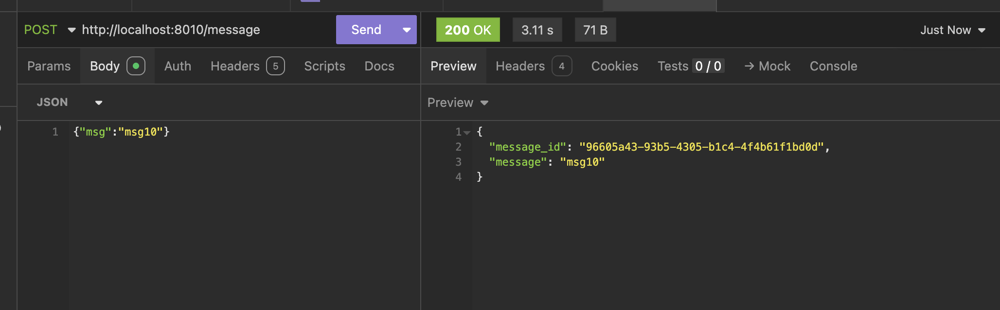 POST http://localhost:8010/message Send 200 OK 3.11 s 71 B Just Now
Params Body Auth Headers 5 Scripts Docs Preview Headers 4 Cookies Tests 0 / 0 → Mock Console
JSON Preview
1 {"msg":"msg10"}
1 {
2 "message_id": "96605a43-93b5-4305-b1c4-4f4b61f1bd0d",
3 "message": "msg10"
4 }